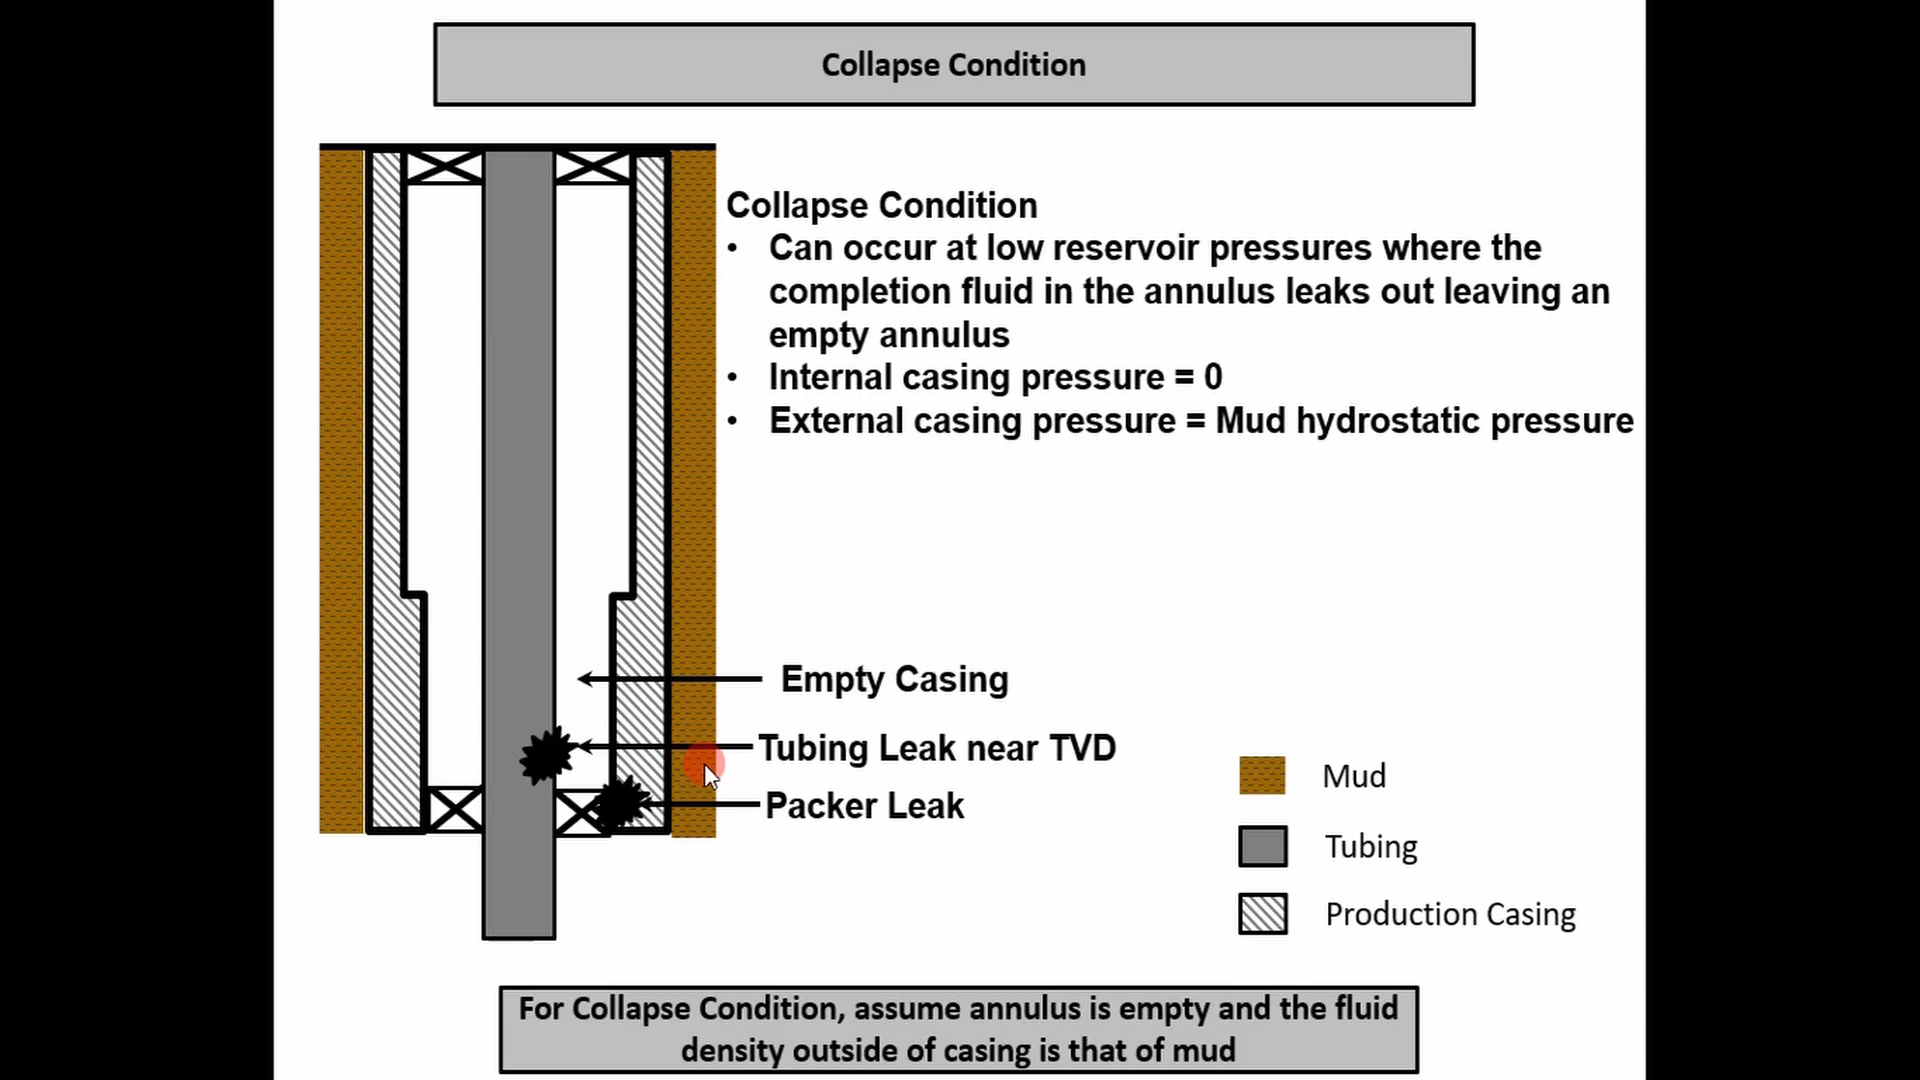 Collapse Condition
Collapse Condition
• Can occur at low reservoir pressures where the
completion fluid in the annulus leaks out leaving an
empty annulus
• Internal casing pressure = 0
• External casing pressure = Mud hydrostatic pressure
Empty Casing
Tubing Leak near TVD
Packer Leak
Mud
Tubing
Production Casing
For Collapse Condition, assume annulus is empty and the fluid
density outside of casing is that of mud